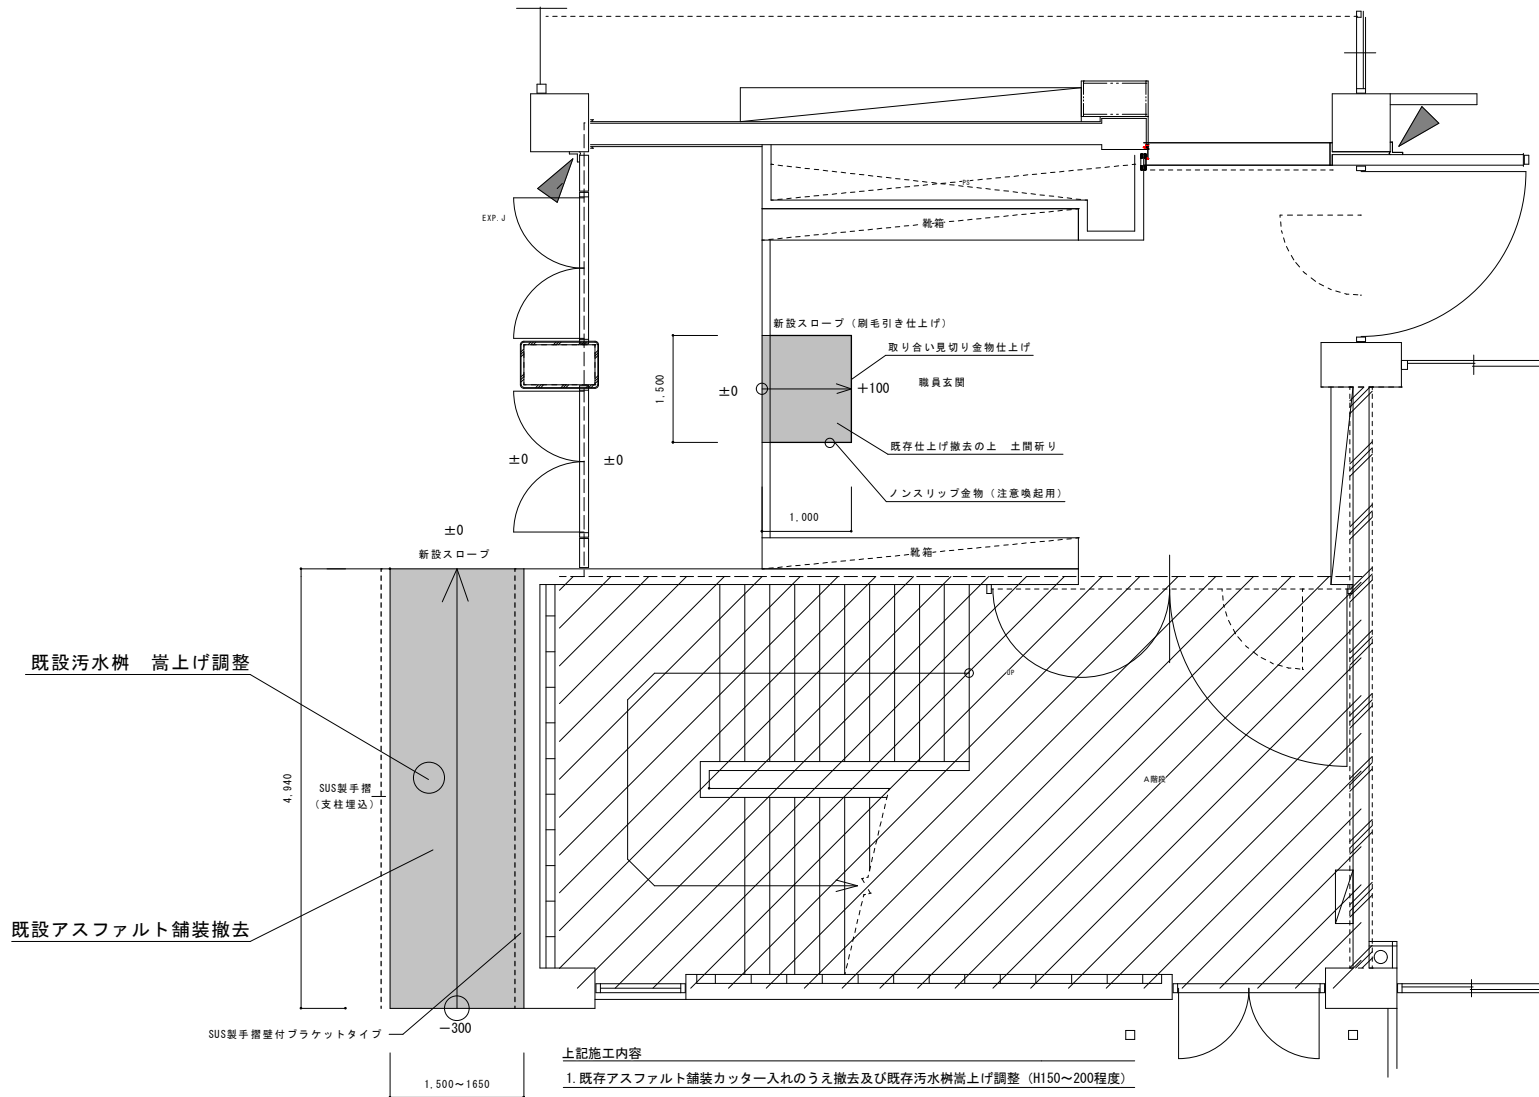 PS
EXP.J
靴箱
新設スロープ（刷毛引き仕上げ）
取り合い見切り金物仕上げ
1,500
±0
+100
職員玄関
既存仕上げ撤去の上　土間斫り
±0
±0
ノンスリップ金物（注意喚起用）
1,000
±0
新設スロープ
靴箱
既設汚水桝　嵩上げ調整
UP
4,940
SUS製手摺
（支柱埋込）
A階段
既設アスファルト舗装撤去
SUS製手摺壁付ブラケットタイプ
−300
1,500～1650
上記施工内容
1.既存アスファルト舗装カッター入れのうえ撤去及び既存汚水桝嵩上げ調整（H150～200程度）